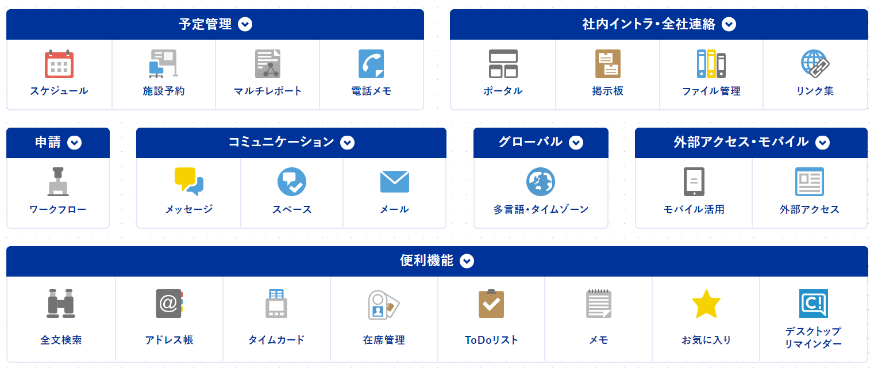 予定管理
社内イントラ・全社連絡
スケジュール
施設予約
マルチレポート
電話メモ
ポータル
掲示板
ファイル管理
リンク集
申請
コミュニケーション
グローバル
外部アクセス・モバイル
ワークフロー
メッセージ
スペース
メール
多言語・タイムゾーン
モバイル活用
外部アクセス
便利機能
@
C!
全文検索
アドレス帳
タイムカード
在席管理
ToDoリスト
メモ
お気に入り
デスクトップ
リマインダー